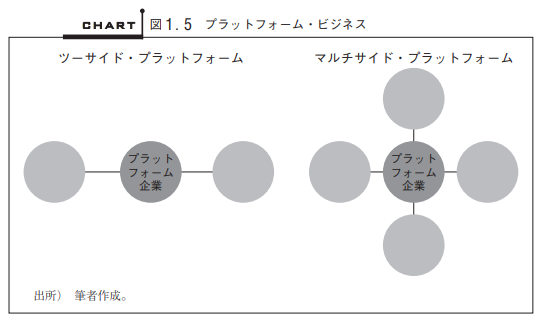 CHART 図1.5 プラットフォーム・ビジネス
ツーサイド・プラットフォーム
マルチサイド・プラットフォーム
プラット
フォーム
企業
プラット
フォーム
企業
出所） 筆者作成。